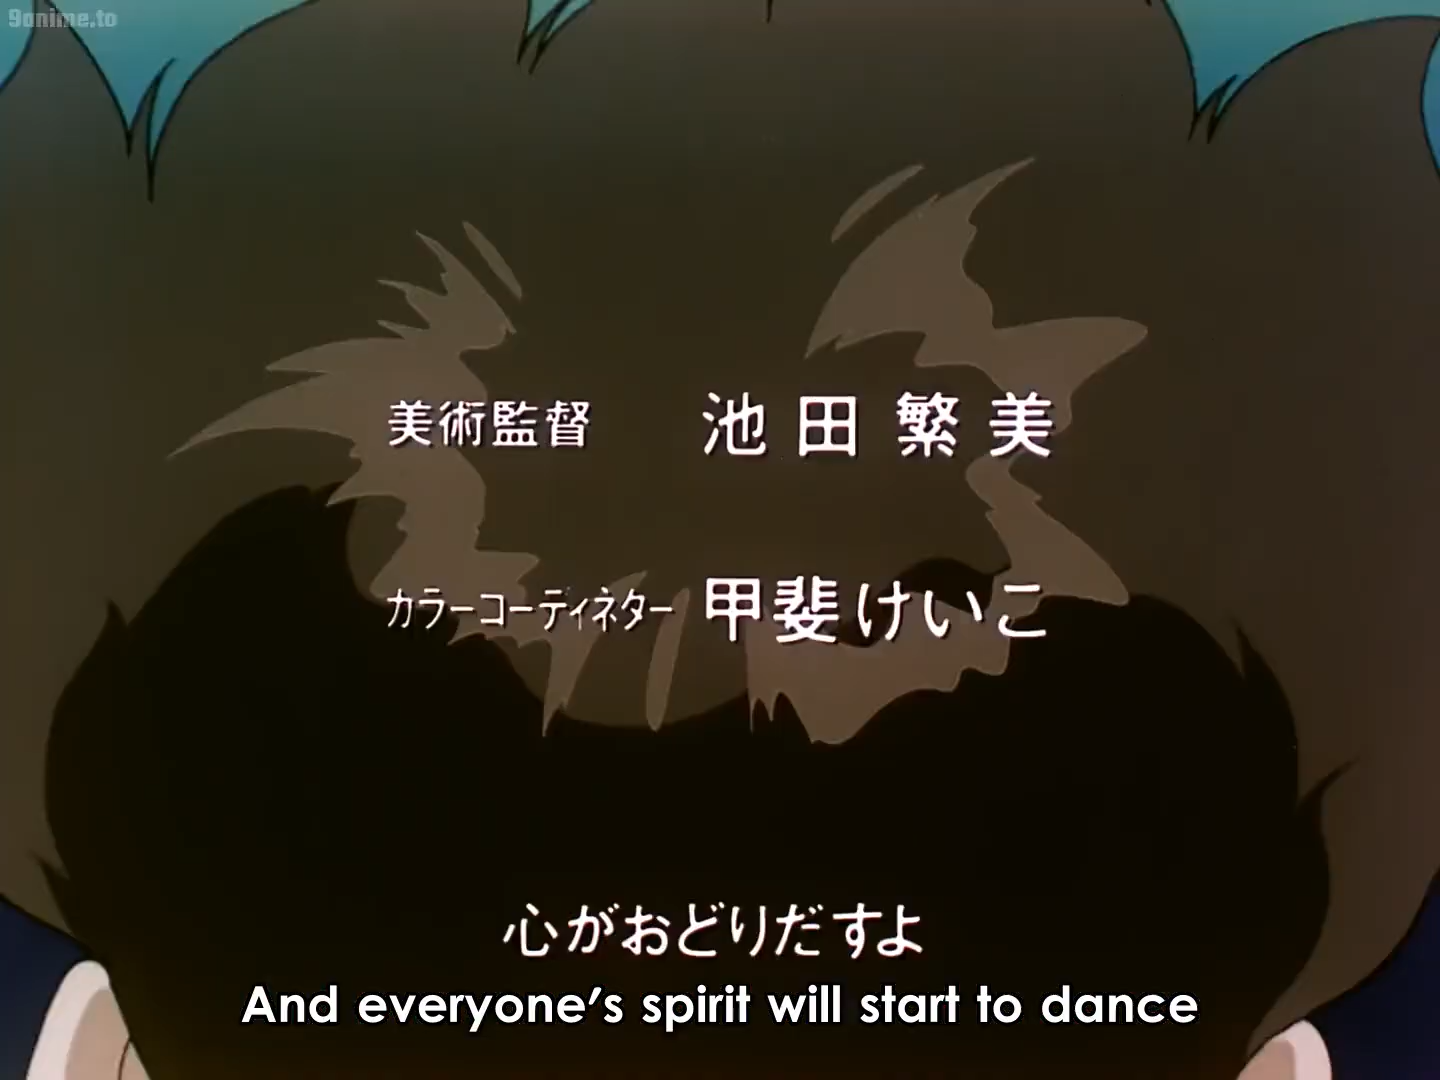 9anime.to
美術監督 池田繁美
カラーコーディネター 甲斐けいこ
心がおどりだすよ
And everyone's spirit will start to dance